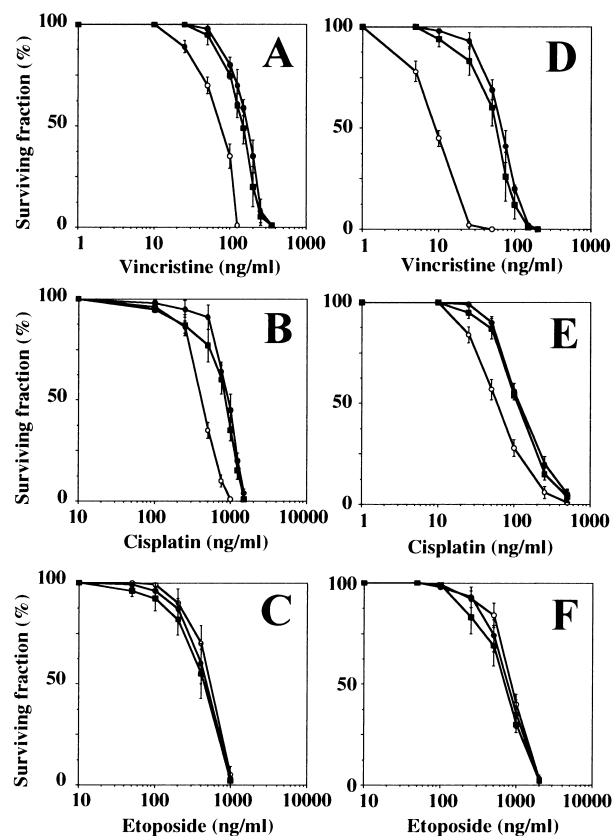 A
Surviving fraction (%)
100
50
0
1 10 100 1000
Vincristine (ng/ml)
D
100
50
0
1 10 100 1000
Vincristine (ng/ml)
B
Surviving fraction (%)
100
50
0
10 100 1000 10000
Cisplatin (ng/ml)
E
100
50
0
1 10 100 1000
Cisplatin (ng/ml)
C
Surviving fraction (%)
100
50
0
10 100 1000 10000
Etoposide (ng/ml)
F
100
50
0
10 100 1000 10000
Etoposide (ng/ml)